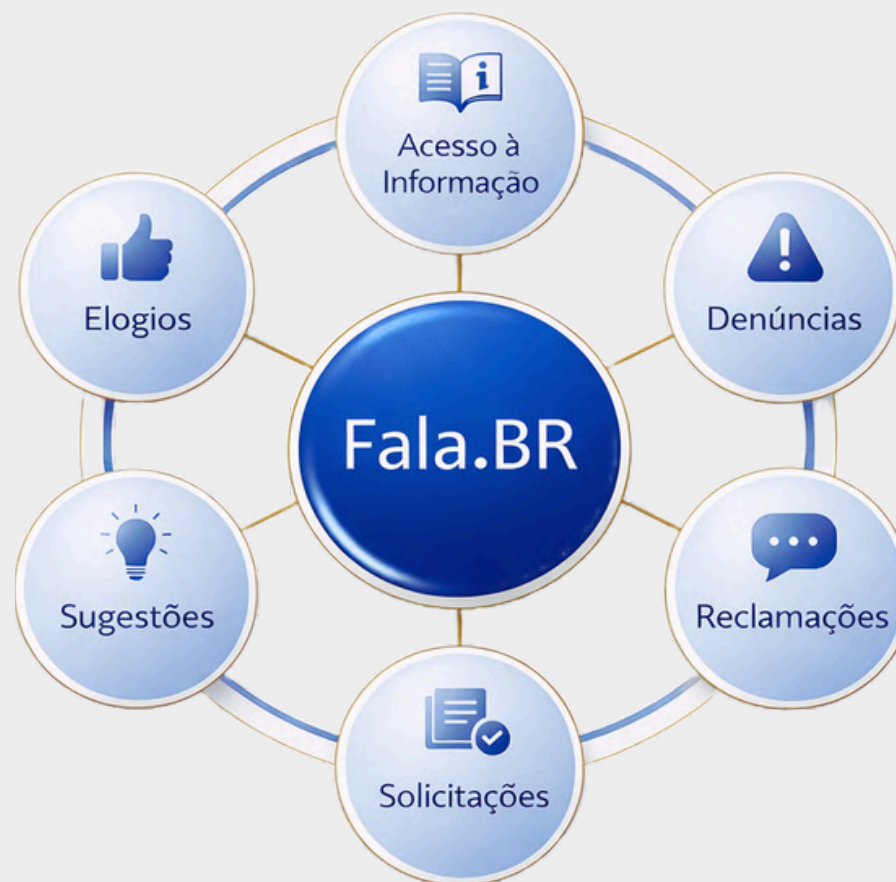 Acesso à
Informação
Elogios
Denúncias
Fala.BR
Sugestões
Reclamações
Solicitações